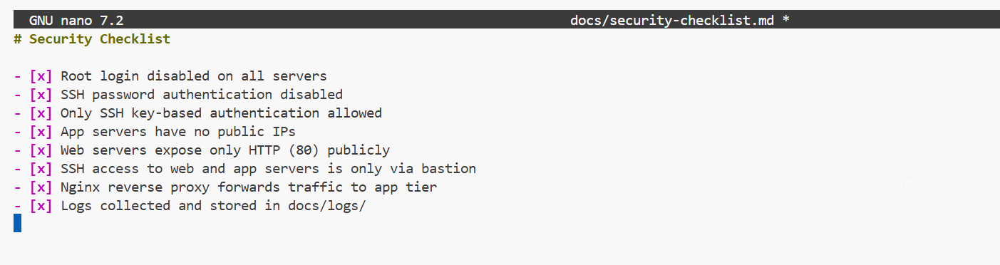 GNU nano 7.2 docs/security-checklist.md *
# Security Checklist
- [x] Root login disabled on all servers
- [x] SSH password authentication disabled
- [x] Only SSH key-based authentication allowed
- [x] App servers have no public IPs
- [x] Web servers expose only HTTP (80) publicly
- [x] SSH access to web and app servers is only via bastion
- [x] Nginx reverse proxy forwards traffic to app tier
- [x] Logs collected and stored in docs/logs/